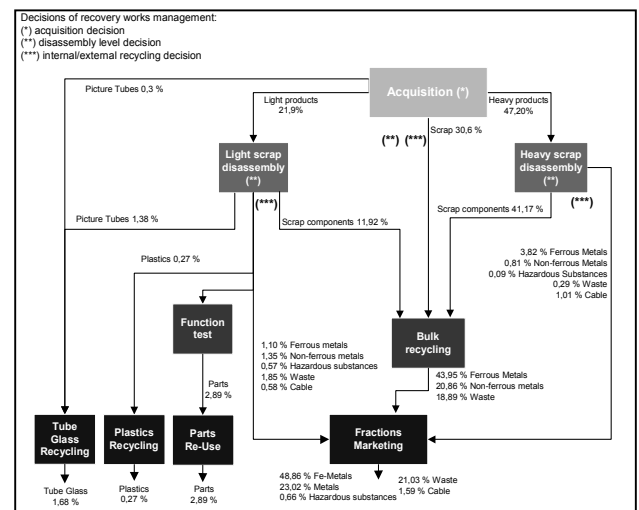 Decisions of recovery works management:
(*) acquisition decision
(**) disassembly level decision
(***) internal/external recycling decision
Picture Tubes 0,3 %
Acquisition (*)
Light products
21,9%
Heavy products
47,20%
(**) (***)
Scrap 30,6 %
Light scrap
disassembly
(**)
Heavy scrap
disassembly
(**)
(***)
(***)
Picture Tubes 1,38 %
Scrap components 11,92 %
Scrap components 41,17 %
Plastics 0,27 %
3,82 % Ferrous Metals
0,81 % Non-ferrous Metals
0,09 % Hazardous Substances
0,29 % Waste
1,01 % Cable
Function
test
Bulk
recycling
1,10 % Ferrous metals
1,35 % Non-ferrous metals
0,57 % Hazardous substances
1,85 % Waste
0,58 % Cable
Parts
2,89 %
43,95 % Ferrous Metals
20,86 % Non-ferrous metals
18,89 % Waste
Tube
Glass
Recycling
Plastics
Recycling
Parts
Re-Use
Fractions
Marketing
Tube Glass
1,68 %
Plastics
0,27 %
Parts
2,89 %
48,86 % Fe-Metals
23,02 % Metals
0,66 % Hazardous substances
21,03 % Waste
1,59 % Cable